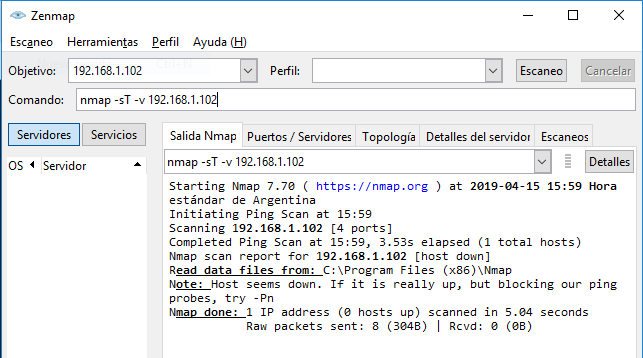 Zenmap
Escaneo Herramientas Perfil Ayuda (H)
Objetivo: 192.168.1.102 Perfil: Escaneo Cancelar
Comando: nmap -sT -v 192.168.1.102
Servidores Servicios Salida Nmap Puertos / Servidores Topología Detalles del servidor Escaneos
OS Servidor nmap -sT -v 192.168.1.102 Detalles
Starting Nmap 7.70 ( https://nmap.org ) at 2019-04-15 15:59 Hora
estándar de Argentina
Initiating Ping Scan at 15:59
Scanning 192.168.1.102 [4 ports]
Completed Ping Scan at 15:59, 3.53s elapsed (1 total hosts)
Nmap scan report for 192.168.1.102 [host down]
Read data files from: C:\Program Files (x86)\Nmap
Note: Host seems down. If it is really up, but blocking our ping
probes, try -Pn
Nmap done: 1 IP address (0 hosts up) scanned in 5.04 seconds
Raw packets sent: 8 (304B) | Rcvd: 0 (0B)